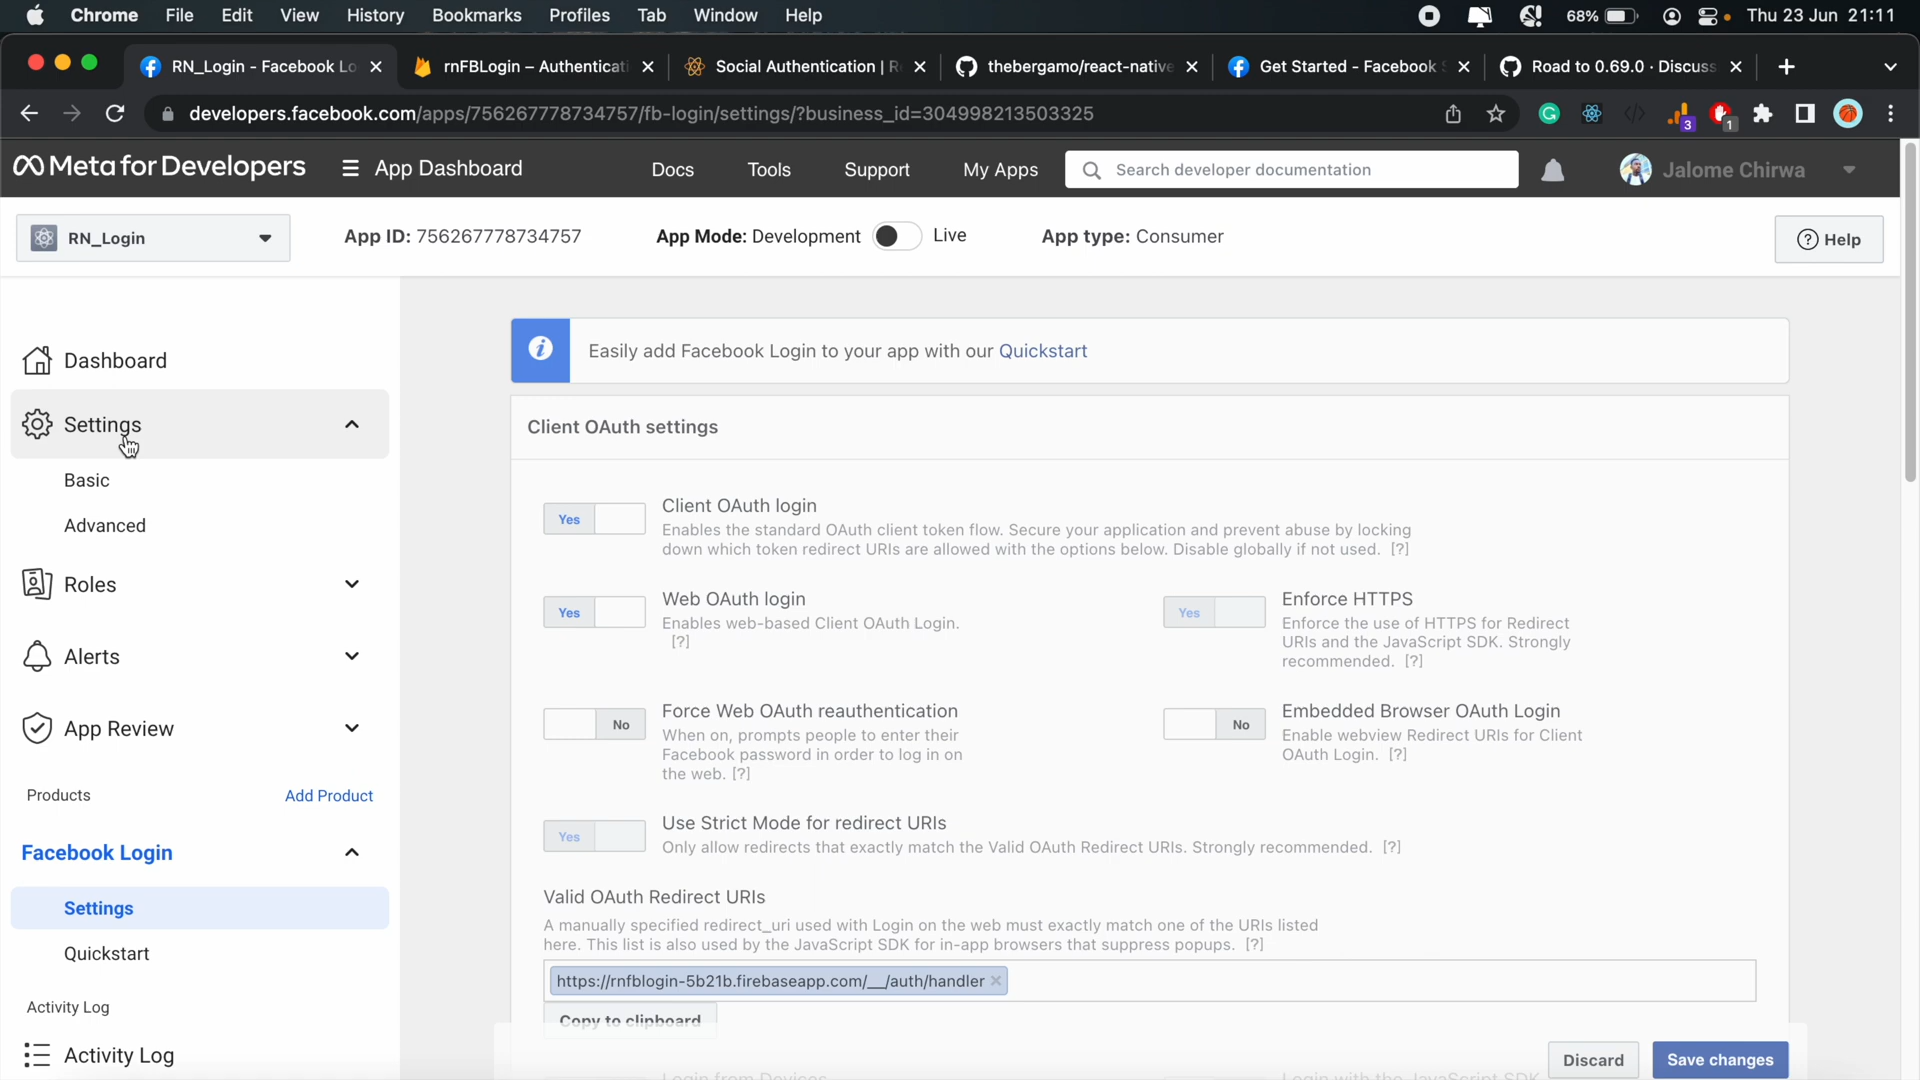 Chrome File Edit View History Bookmarks Profiles Tab Window Help 68% Thu 23 Jun 21:11
RN_Login - Facebook Lo rnFBLogin – Authenticati Social Authentication | R thebergamo/react-native Get Started - Facebook S Road to 0.69.0 · Discuss
developers.facebook.com/apps/756267778734757/fb-login/settings/?business_id=304998213503325 3 1
Meta for Developers App Dashboard Docs Tools Support My Apps Search developer documentation Jalome Chirwa
RN_Login App ID: 756267778734757 App Mode: Development Live App type: Consumer Help
Dashboard
Settings
Basic
Advanced
Roles
Alerts
App Review
Products Add Product
Facebook Login
Settings
Quickstart
Activity Log
Activity Log
Easily add Facebook Login to your app with our Quickstart
Client OAuth settings
Yes
Client OAuth login
Enables the standard OAuth client token flow. Secure your application and prevent abuse by locking
down which token redirect URIs are allowed with the options below. Disable globally if not used. [?]
Yes
Web OAuth login
Enables web-based Client OAuth Login.
[?]
Yes
Enforce HTTPS
Enforce the use of HTTPS for Redirect
URIs and the JavaScript SDK. Strongly
recommended. [?]
No
Force Web OAuth reauthentication
When on, prompts people to enter their
Facebook password in order to log in on
the web. [?]
No
Embedded Browser OAuth Login
Enable webview Redirect URIs for Client
OAuth Login. [?]
Yes
Use Strict Mode for redirect URIs
Only allow redirects that exactly match the Valid OAuth Redirect URIs. Strongly recommended. [?]
Valid OAuth Redirect URIs
A manually specified redirect_uri used with Login on the web must exactly match one of the URIs listed
here. This list is also used by the JavaScript SDK for in-app browsers that suppress popups. [?]
https://rnfblogin-5b21b.firebaseapp.com/__/auth/handler
Copy to clipboard
Discard Save changes
Login from Devices Login with the JavaScript SDK